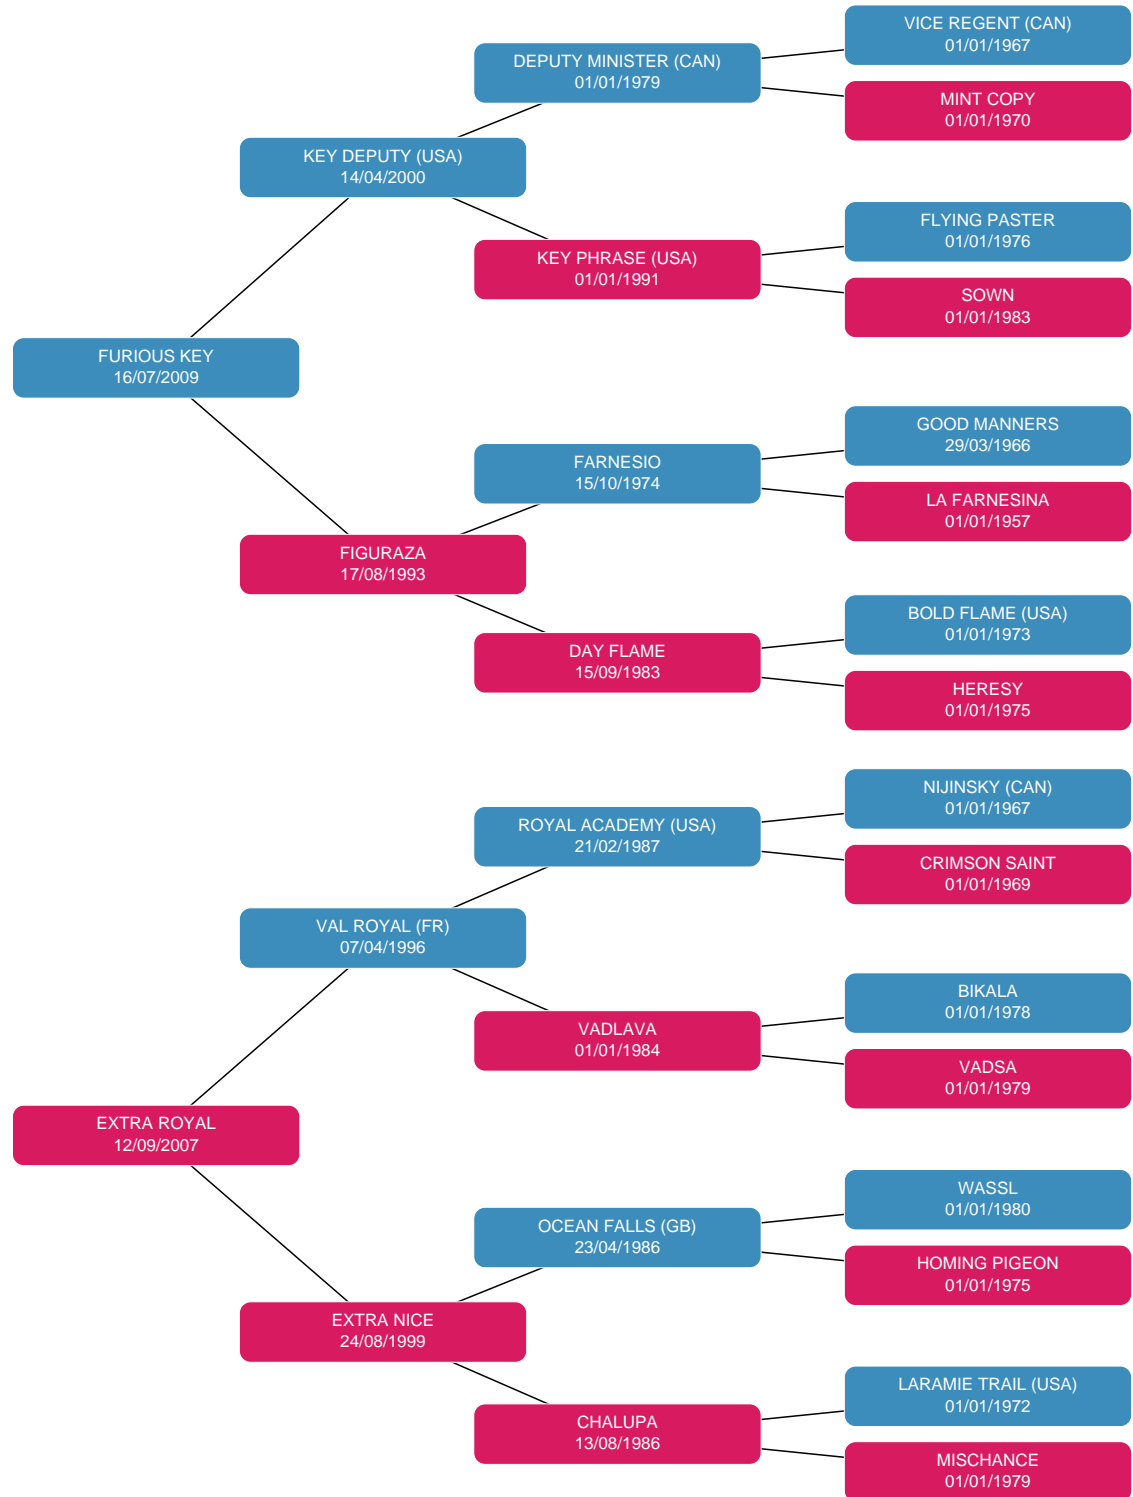 VICE REGENT (CAN)
01/01/1967
DEPUTY MINISTER (CAN)
01/01/1979
MINT COPY
01/01/1970
KEY DEPUTY (USA)
14/04/2000
FLYING PASTER
01/01/1976
KEY PHRASE (USA)
01/01/1991
SOWN
01/01/1983
FURIOUS KEY
16/07/2009
GOOD MANNERS
29/03/1966
FARNESIO
15/10/1974
LA FARNESINA
01/01/1957
FIGURAZA
17/08/1993
BOLD FLAME (USA)
01/01/1973
DAY FLAME
15/09/1983
HERESY
01/01/1975
NIJINSKY (CAN)
01/01/1967
ROYAL ACADEMY (USA)
21/02/1987
CRIMSON SAINT
01/01/1969
VAL ROYAL (FR)
07/04/1996
BIKALA
01/01/1978
VADLAVA
01/01/1984
VADSA
01/01/1979
EXTRA ROYAL
12/09/2007
WASSL
01/01/1980
OCEAN FALLS (GB)
23/04/1986
HOMING PIGEON
01/01/1975
EXTRA NICE
24/08/1999
LARAMIE TRAIL (USA)
01/01/1972
CHALUPA
13/08/1986
MISCHANCE
01/01/1979